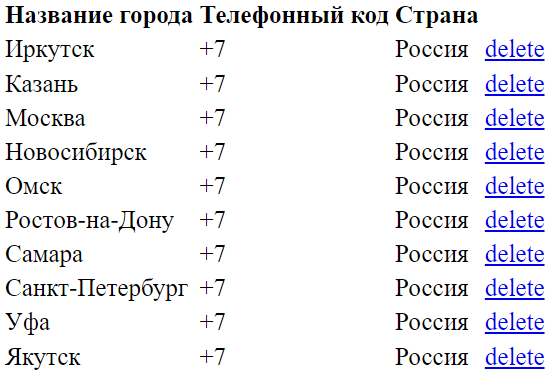 Название города Телефонный код Страна
Иркутск +7 Россия delete
Казань +7 Россия delete
Москва +7 Россия delete
Новосибирск +7 Россия delete
Омск +7 Россия delete
Ростов-на-Дону +7 Россия delete
Самара +7 Россия delete
Санкт-Петербург +7 Россия delete
Уфа +7 Россия delete
Якутск +7 Россия delete